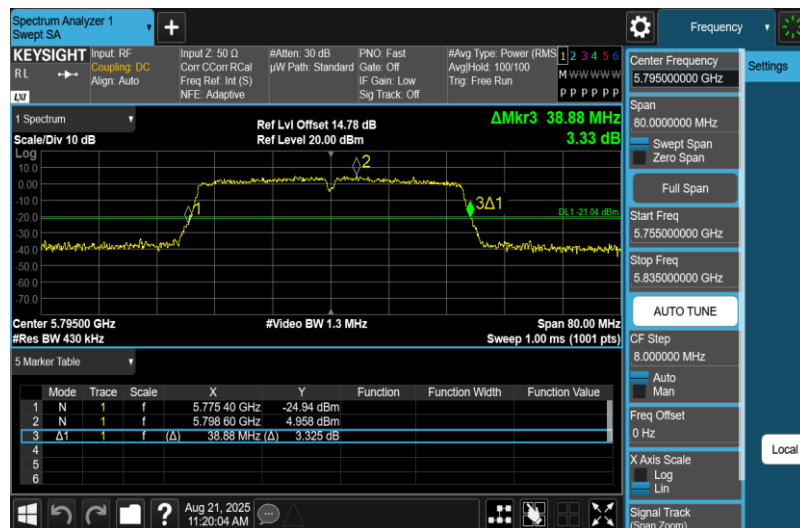 Spectrum Analyzer 1
Swept SA
Frequency
KEYSIGHT
RL
LXI
Input: RF
Coupling: DC
Align: Auto
Input Z: 50 Ω
Corr CCorr RCal
Freq Ref: Int (S)
NFE: Adaptive
#Atten: 30 dB
µW Path: Standard
PNO: Fast
Gate: Off
IF Gain: Low
Sig Track: Off
#Avg Type: Power (RMS
Avg|Hold: 100/100
Trig: Free Run
1 2 3 4 5 6
M W W W W W
P P P P P P
1 Spectrum
Scale/Div 10 dB
Ref Lvl Offset 14.78 dB
Ref Level 20.00 dBm
ΔMkr3 38.88 MHz
3.33 dB
Log
10.0
0.00
-10.0
-20.0
-30.0
-40.0
-50.0
-60.0
-70.0
1
2
3Δ1
DL1 -21.04 dBm
Center 5.79500 GHz
#Video BW 1.3 MHz
Span 80.00 MHz
#Res BW 430 kHz
Sweep 1.00 ms (1001 pts)
5 Marker Table
Mode Trace Scale X Y Function Function Width Function Value
1 N 1 f 5.775 40 GHz -24.94 dBm
2 N 1 f 5.798 60 GHz 4.958 dBm
3 Δ1 1 f (Δ) 38.88 MHz (Δ) 3.325 dB
4
5
6
Aug 21, 2025
11:20:04 AM
Center Frequency
5.795000000 GHz
Span
80.0000000 MHz
Swept Span
Zero Span
Full Span
Start Freq
5.755000000 GHz
Stop Freq
5.835000000 GHz
AUTO TUNE
CF Step
8.000000 MHz
Auto
Man
Freq Offset
0 Hz
X Axis Scale
Log
Lin
Signal Track
(Span Zoom)
Settings
Local